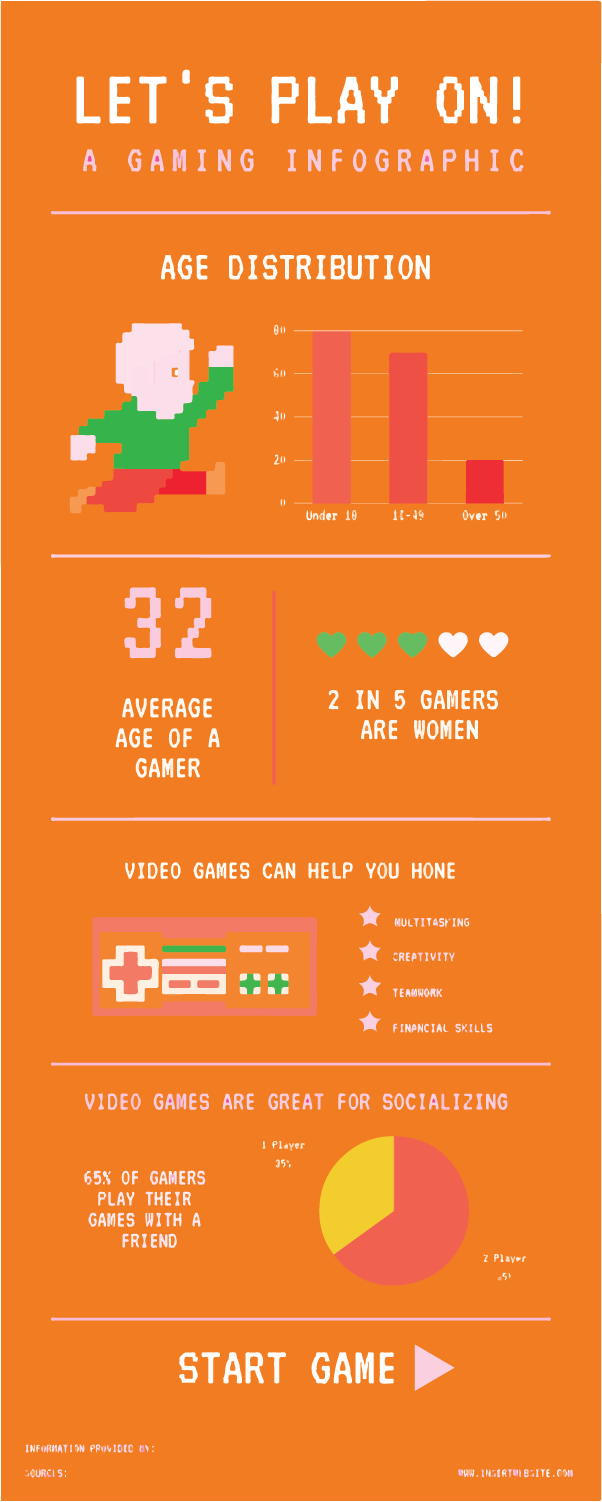 LET'S PLAY ON!
A GAMING INFOGRAPHIC
AGE DISTRIBUTION
80
60
40
20
0
Under 18
18-49
Over 50
32
AVERAGE
AGE OF A
GAMER
2 IN 5 GAMERS
ARE WOMEN
VIDEO GAMES CAN HELP YOU HONE
MULTITASKING
CREATIVITY
TEAMWORK
FINANCIAL SKILLS
VIDEO GAMES ARE GREAT FOR SOCIALIZING
65% OF GAMERS
PLAY THEIR
GAMES WITH A
FRIEND
1 Player
35%
2 Player
START GAME
INFORMATION PROVIDED BY:
SOURCES:
WWW.INSERTWEBSITE.COM